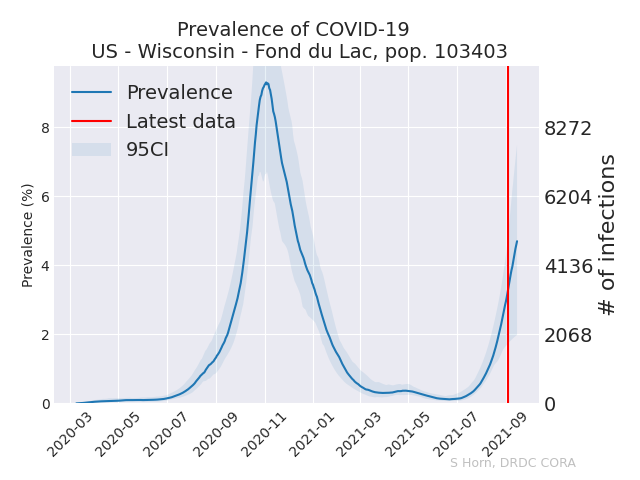 Prevalence of COVID-19
US - Wisconsin - Fond du Lac, pop. 103403
Prevalence
Latest data
95CI
Prevalence (%)
8
6
4
2
0
8272
6204
4136
2068
0
# of infections
2020-03
2020-05
2020-07
2020-09
2020-11
2021-01
2021-03
2021-05
2021-07
2021-09
S Horn, DRDC CORA